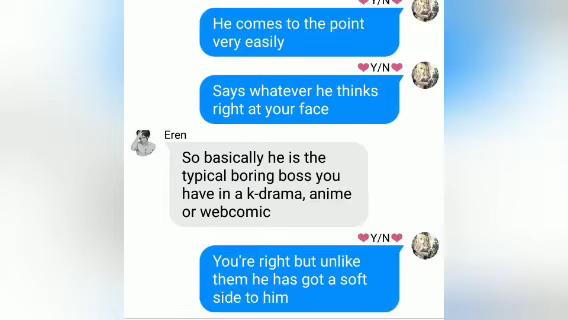 ❤Y/N❤
He comes to the point
very easily
❤Y/N❤
Says whatever he thinks
right at your face
Eren
So basically he is the
typical boring boss you
have in a k-drama, anime
or webcomic
❤Y/N❤
You're right but unlike
them he has got a soft
side to him